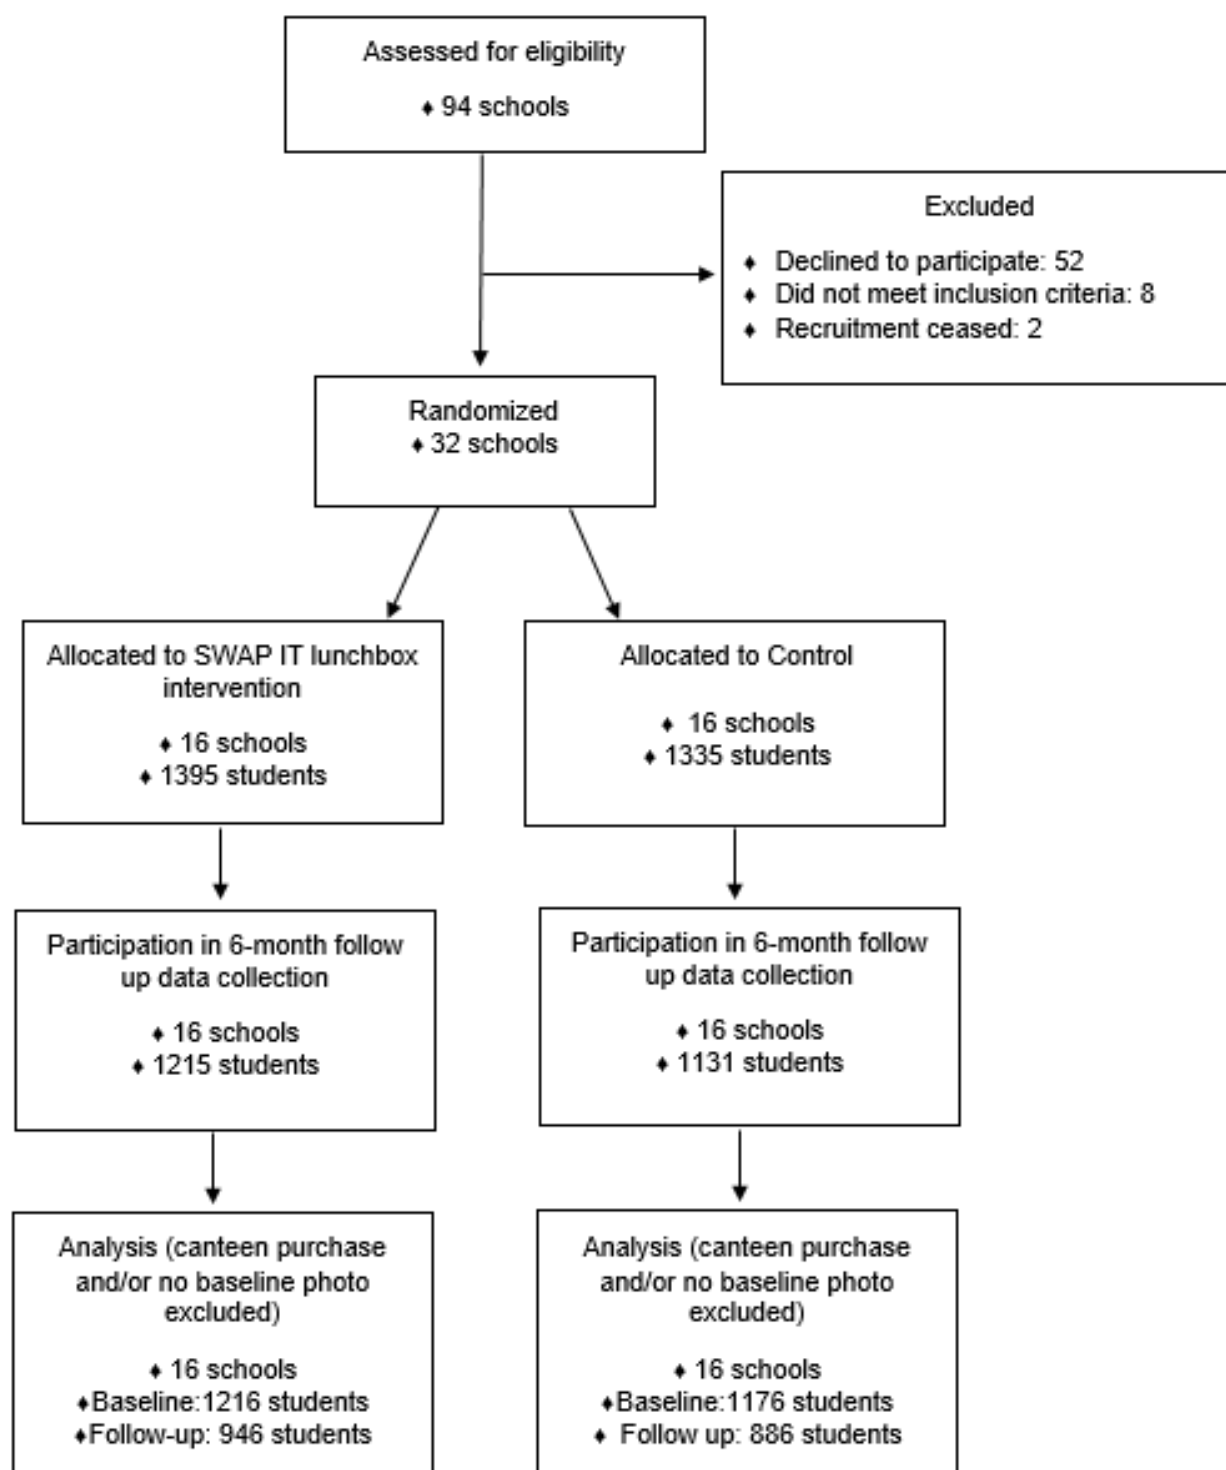 Assessed for eligibility
♦ 94 schools
Excluded
♦ Declined to participate: 52
♦ Did not meet inclusion criteria: 8
♦ Recruitment ceased: 2
Randomized
♦ 32 schools
Allocated to SWAP IT lunchbox
intervention
♦ 16 schools
♦ 1395 students
Allocated to Control
♦ 16 schools
♦ 1335 students
Participation in 6-month follow
up data collection
♦ 16 schools
♦ 1215 students
Participation in 6-month follow
up data collection
♦ 16 schools
♦ 1131 students
Analysis (canteen purchase
and/or no baseline photo
excluded)
♦ 16 schools
♦Baseline:1216 students
♦Follow-up: 946 students
Analysis (canteen purchase
and/or no baseline photo
excluded)
♦ 16 schools
♦Baseline:1176 students
♦ Follow up: 886 students